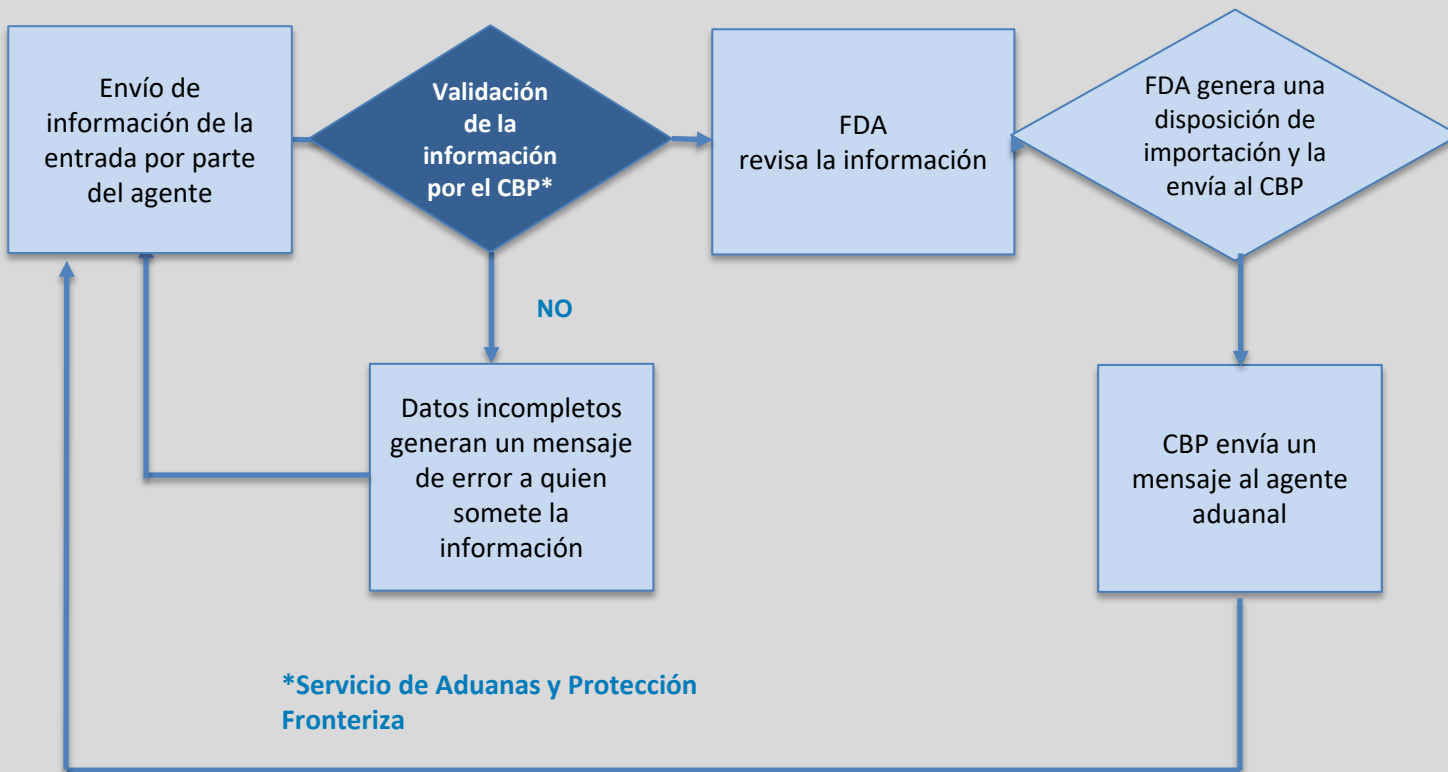 Envío de
información de la
entrada por parte
del agente
Validación
de la
información
por el CBP*
FDA
revisa la información
FDA genera una
disposición de
importación y la
envía al CBP
NO
Datos incompletos
generan un mensaje
de error a quien
somete la
información
CBP envía un
mensaje al agente
aduanal
*Servicio de Aduanas y Protección
Fronteriza